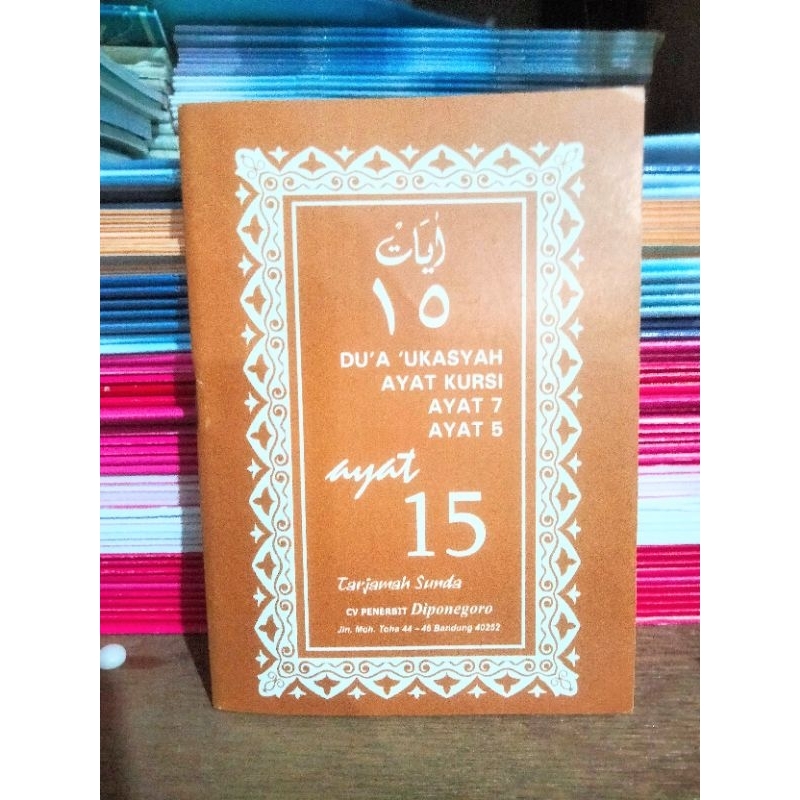 اٰيَاتْ
١٥
DU'A 'UKASYAH
AYAT KURSI
AYAT 7
AYAT 5
ayat
15
Tarjamah Sunda
CV PENERBIT Diponegoro
Jln. Moh. Toha 44 – 46 Bandung 40252